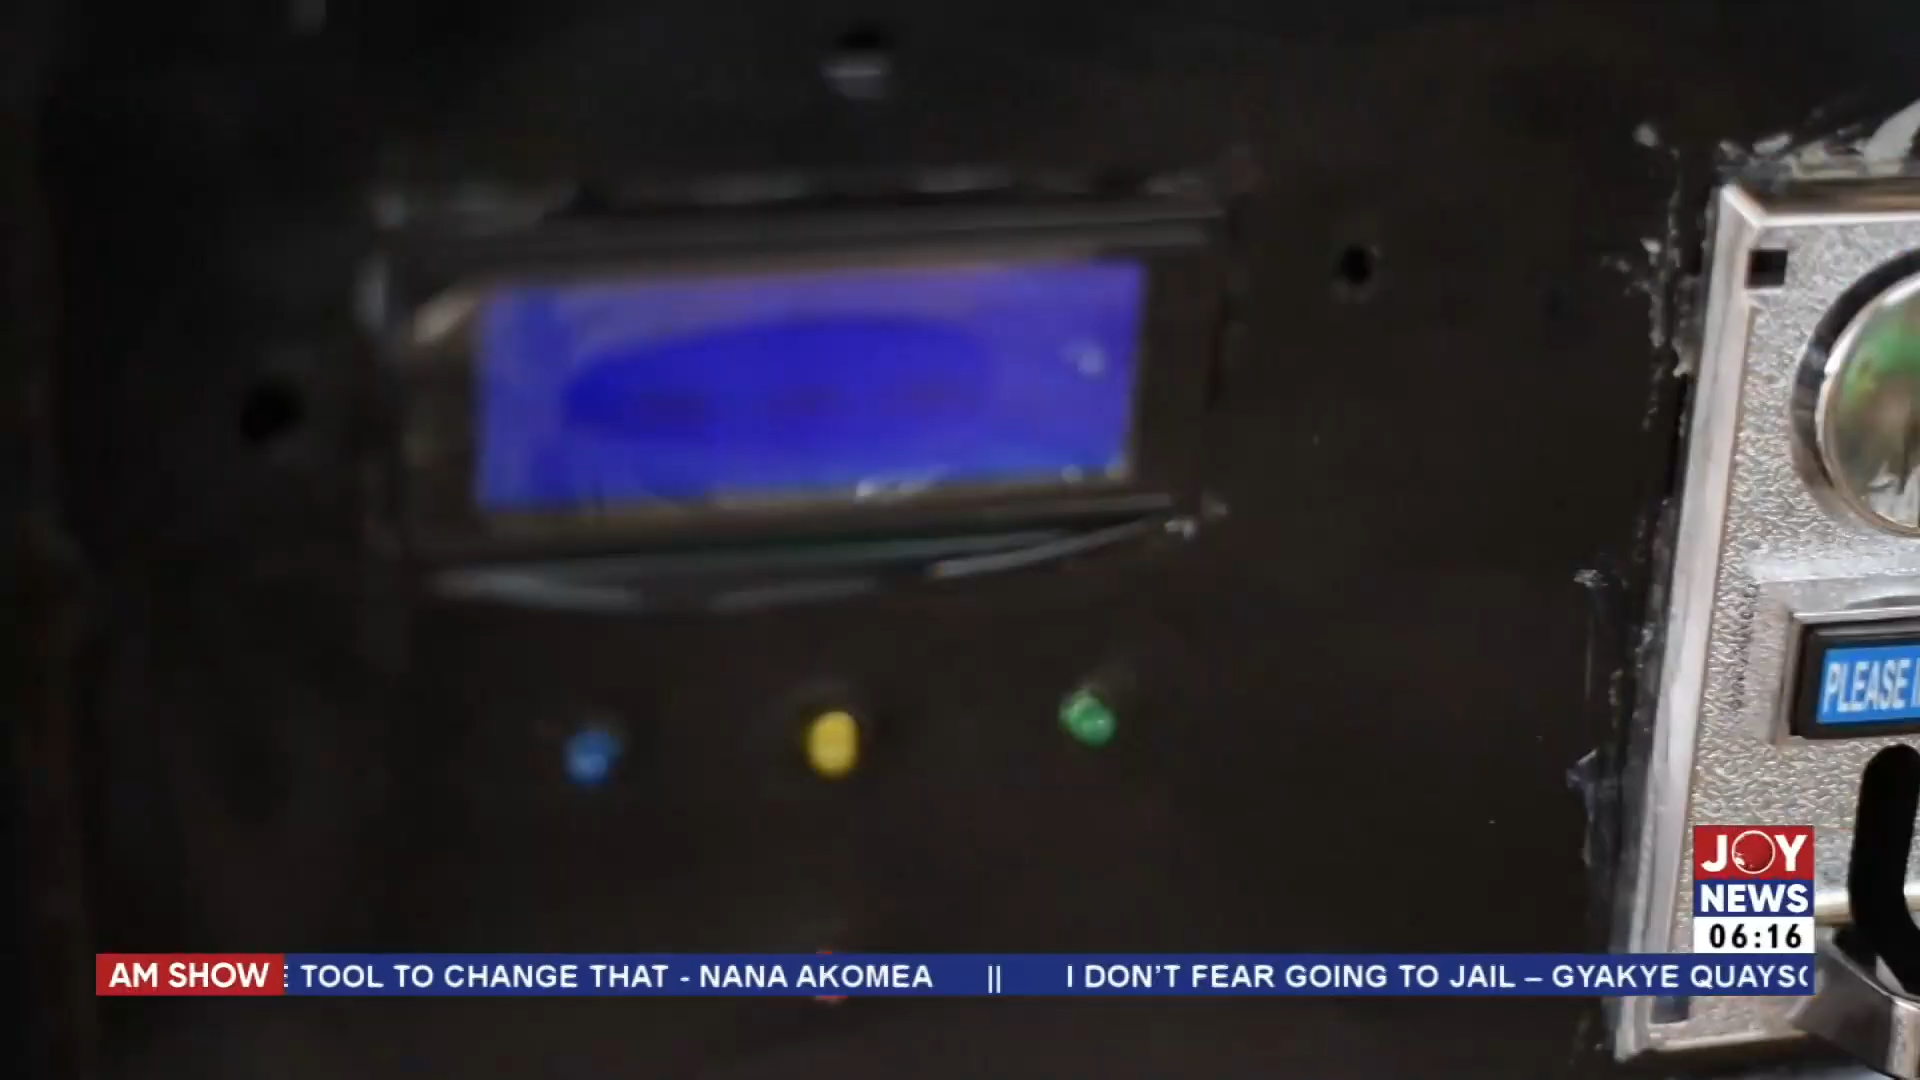 PLEASE
JOY
NEWS
06:16
AM SHOW
TOOL TO CHANGE THAT - NANA AKOMEA || I DON'T FEAR GOING TO JAIL – GYAKYE